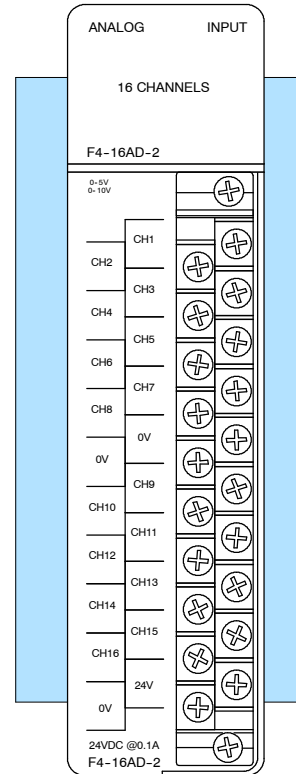 ANALOG INPUT
16 CHANNELS
F4-16AD-2
0-5V
0-10V
CH1
CH2
CH3
CH4
CH5
CH6
CH7
CH8
0V
0V
CH9
CH10
CH11
CH12
CH13
CH14
CH15
CH16
24V
0V
24VDC @0.1A
F4-16AD-2